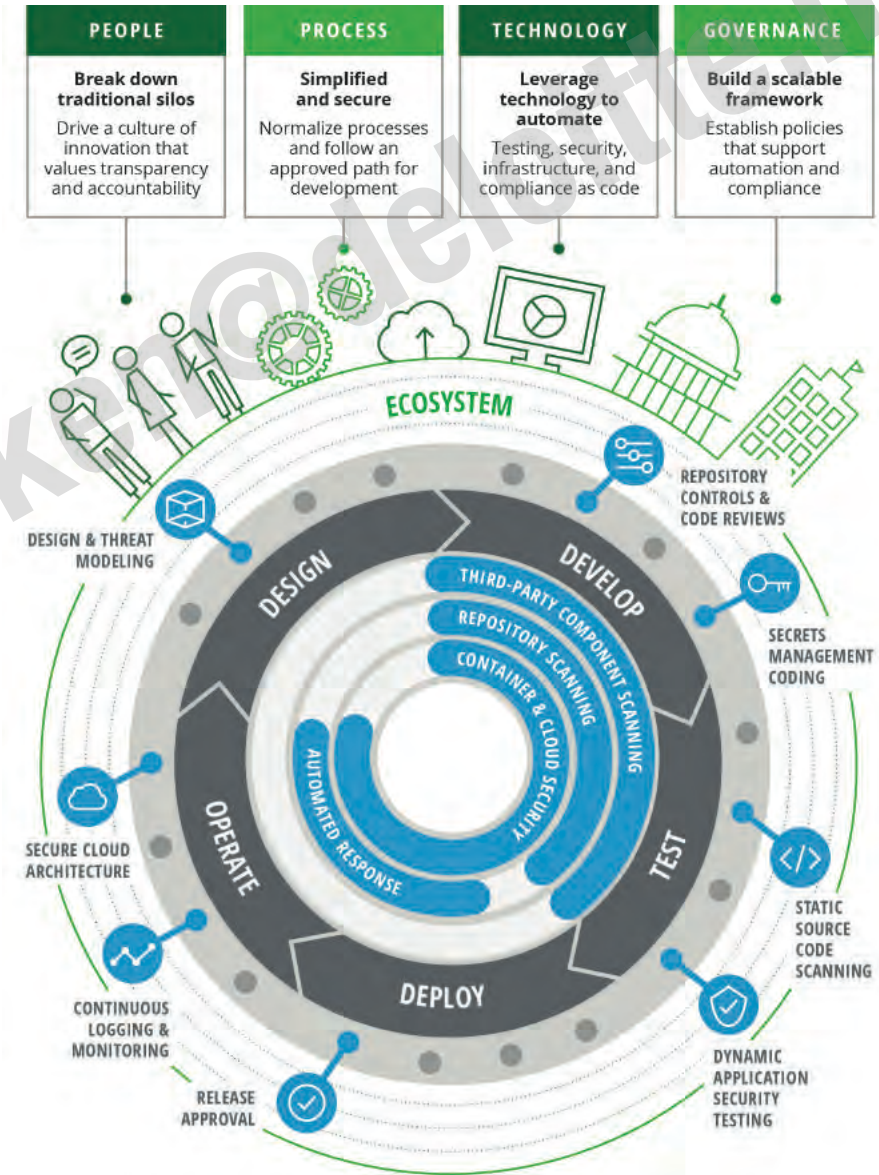 PEOPLE
Break down
traditional silos
Drive a culture of
innovation that
values transparency
and accountability
PROCESS
Simplified
and secure
Normalize processes
and follow an
approved path for
development
TECHNOLOGY
Leverage
technology to
automate
Testing, security,
infrastructure, and
compliance as code
GOVERNANCE
Build a scalable
framework
Establish policies
that support
automation and
compliance
ECOSYSTEM
DESIGN & THREAT
MODELING
REPOSITORY
CONTROLS &
CODE REVIEWS
SECRETS
MANAGEMENT
CODING
STATIC
SOURCE
CODE
SCANNING
DYNAMIC
APPLICATION
SECURITY
TESTING
RELEASE
APPROVAL
CONTINUOUS
LOGGING &
MONITORING
SECURE CLOUD
ARCHITECTURE
DESIGN
DEVELOP
TEST
DEPLOY
OPERATE
THIRD-PARTY COMPONENT SCANNING
REPOSITORY SCANNING
CONTAINER & CLOUD SECURITY
AUTOMATED RESPONSE
ken@deloitte.